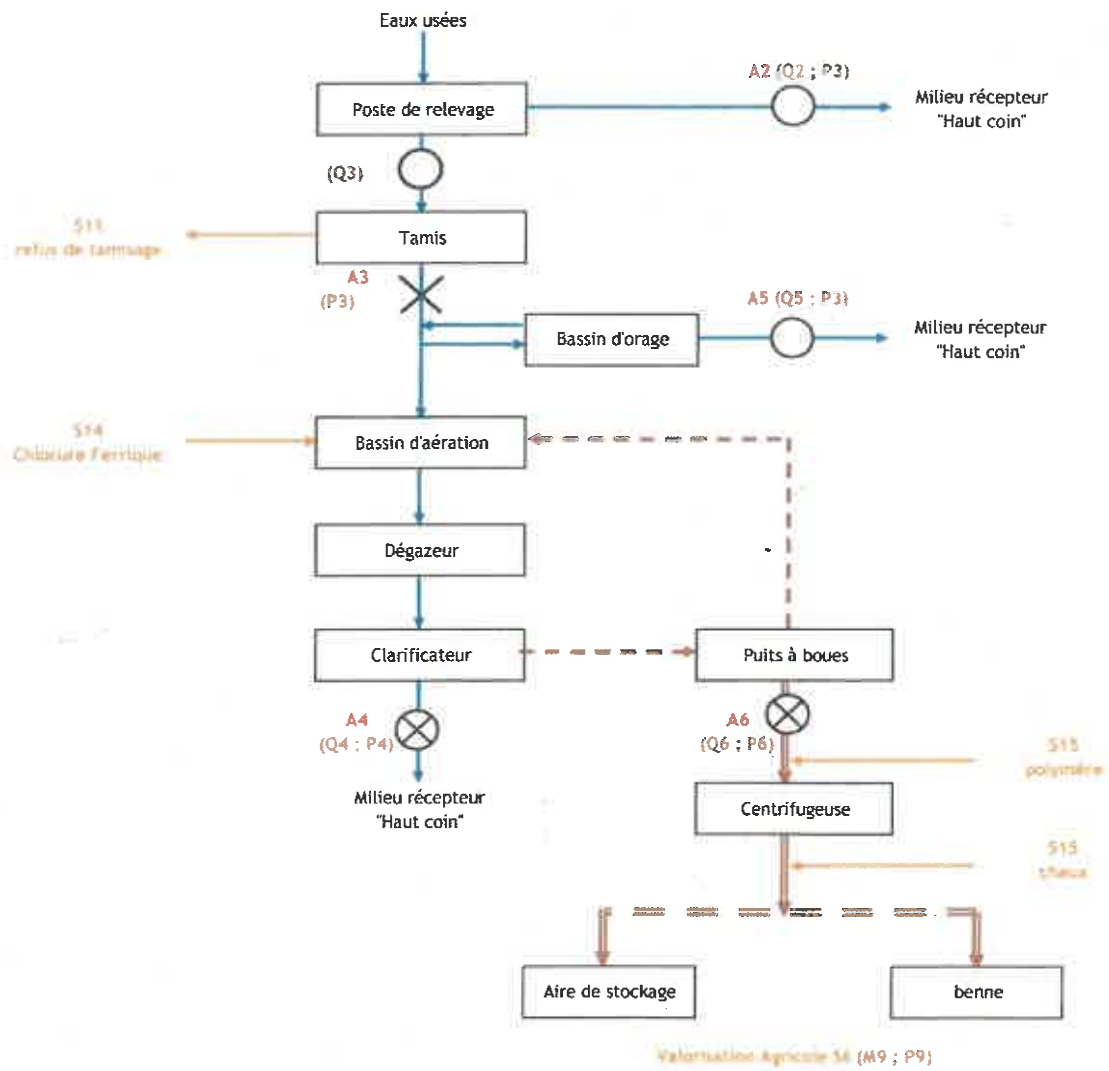 Eaux usées
A2 (Q2 ; P3)
Poste de relevage
Milieu récepteur
"Haut coin"
(Q3)
S11
refus de tamisage
Tamis
A3
(P3)
A5 (Q5 ; P3)
Bassin d'orage
Milieu récepteur
"Haut coin"
S14
Chlorure Ferrique
Bassin d'aération
Dégazeur
Clarificateur
Puits à boues
A4
(Q4 ; P4)
A6
(Q6 ; P6)
S15
polymère
Milieu récepteur
"Haut coin"
Centrifugeuse
S15
chaux
Aire de stockage
benne
Valorisation Agricole S6 (M9 ; P9)